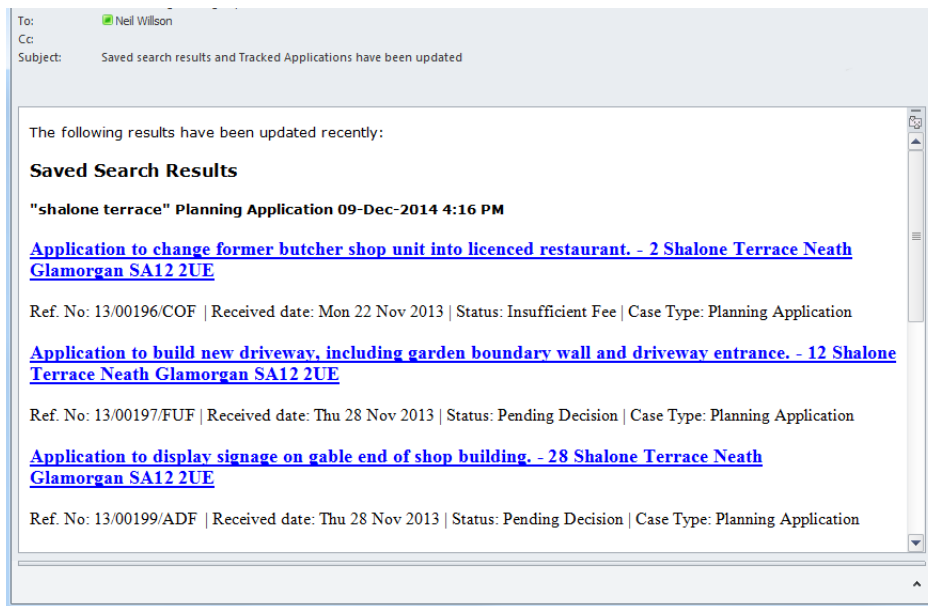 To: Neil Willson
Cc:
Subject: Saved search results and Tracked Applications have been updated
The following results have been updated recently:
Saved Search Results
"shalone terrace" Planning Application 09-Dec-2014 4:16 PM
Application to change former butcher shop unit into licenced restaurant. - 2 Shalone Terrace Neath
Glamorgan SA12 2UE
Ref. No: 13/00196/COF | Received date: Mon 22 Nov 2013 | Status: Insufficient Fee | Case Type: Planning Application
Application to build new driveway, including garden boundary wall and driveway entrance. - 12 Shalone
Terrace Neath Glamorgan SA12 2UE
Ref. No: 13/00197/FUF | Received date: Thu 28 Nov 2013 | Status: Pending Decision | Case Type: Planning Application
Application to display signage on gable end of shop building. - 28 Shalone Terrace Neath
Glamorgan SA12 2UE
Ref. No: 13/00199/ADF | Received date: Thu 28 Nov 2013 | Status: Pending Decision | Case Type: Planning Application